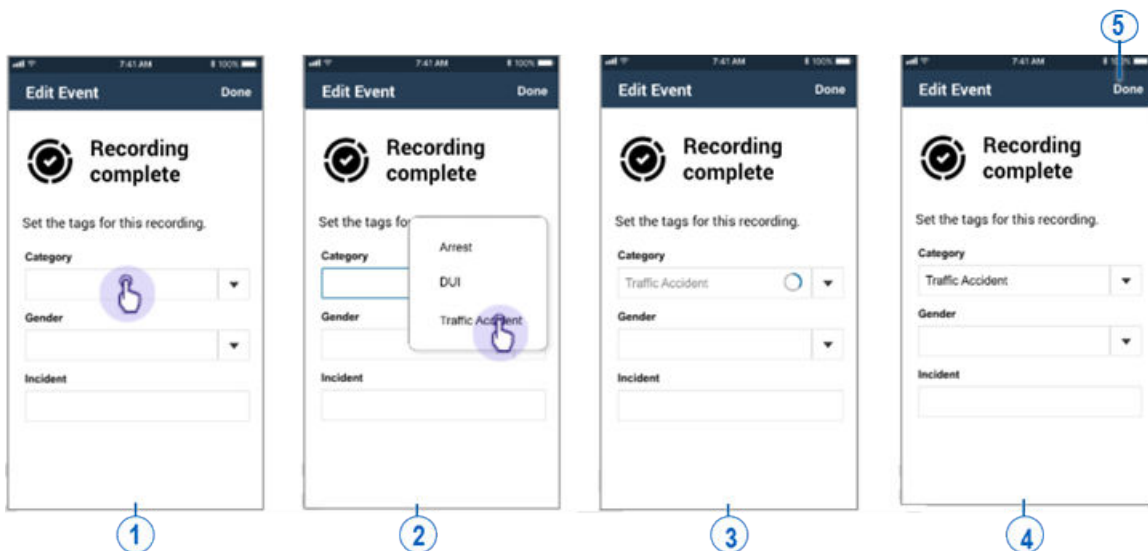 5
7:41 AM 100%
Edit Event Done
Recording
complete
Set the tags for this recording.
Category
Gender
Incident
1
7:41 AM 100%
Edit Event Done
Recording
complete
Set the tags fo
Category
Arrest
DUI
Traffic Accident
Gender
Incident
2
7:41 AM 100%
Edit Event Done
Recording
complete
Set the tags for this recording.
Category
Traffic Accident
Gender
Incident
3
7:41 AM
Edit Event Done
Recording
complete
Set the tags for this recording.
Category
Traffic Accident
Gender
Incident
4